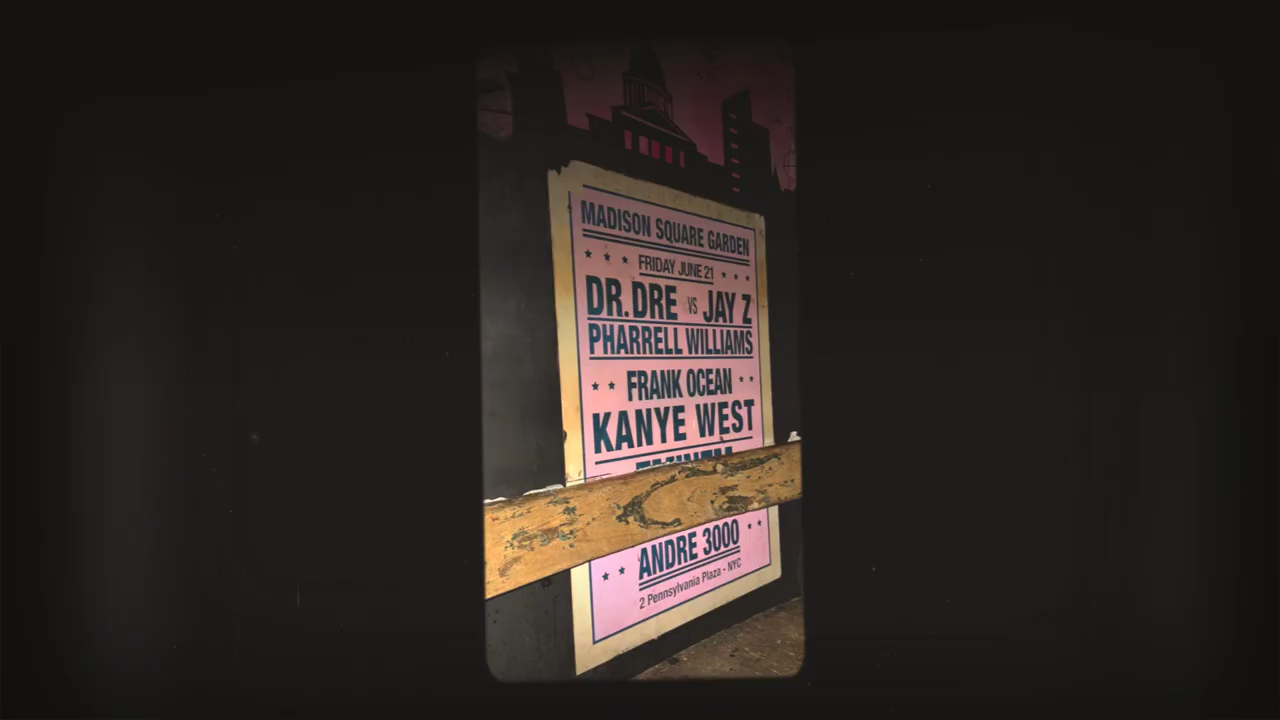 MADISON SQUARE GARDEN
FRIDAY JUNE 21
DR. DRE VS JAY Z
PHARRELL WILLIAMS
FRANK OCEAN
KANYE WEST
EMINEM
ANDRE 3000
2 Pennsylvania Plaza - NYC